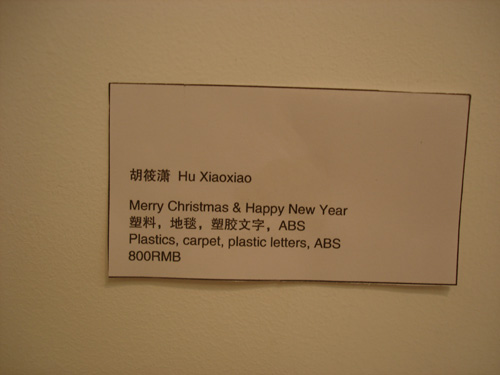 胡筱潇 Hu Xiaoxiao
Merry Christmas & Happy New Year
塑料，地毯，塑胶文字，ABS
Plastics, carpet, plastic letters, ABS
800RMB